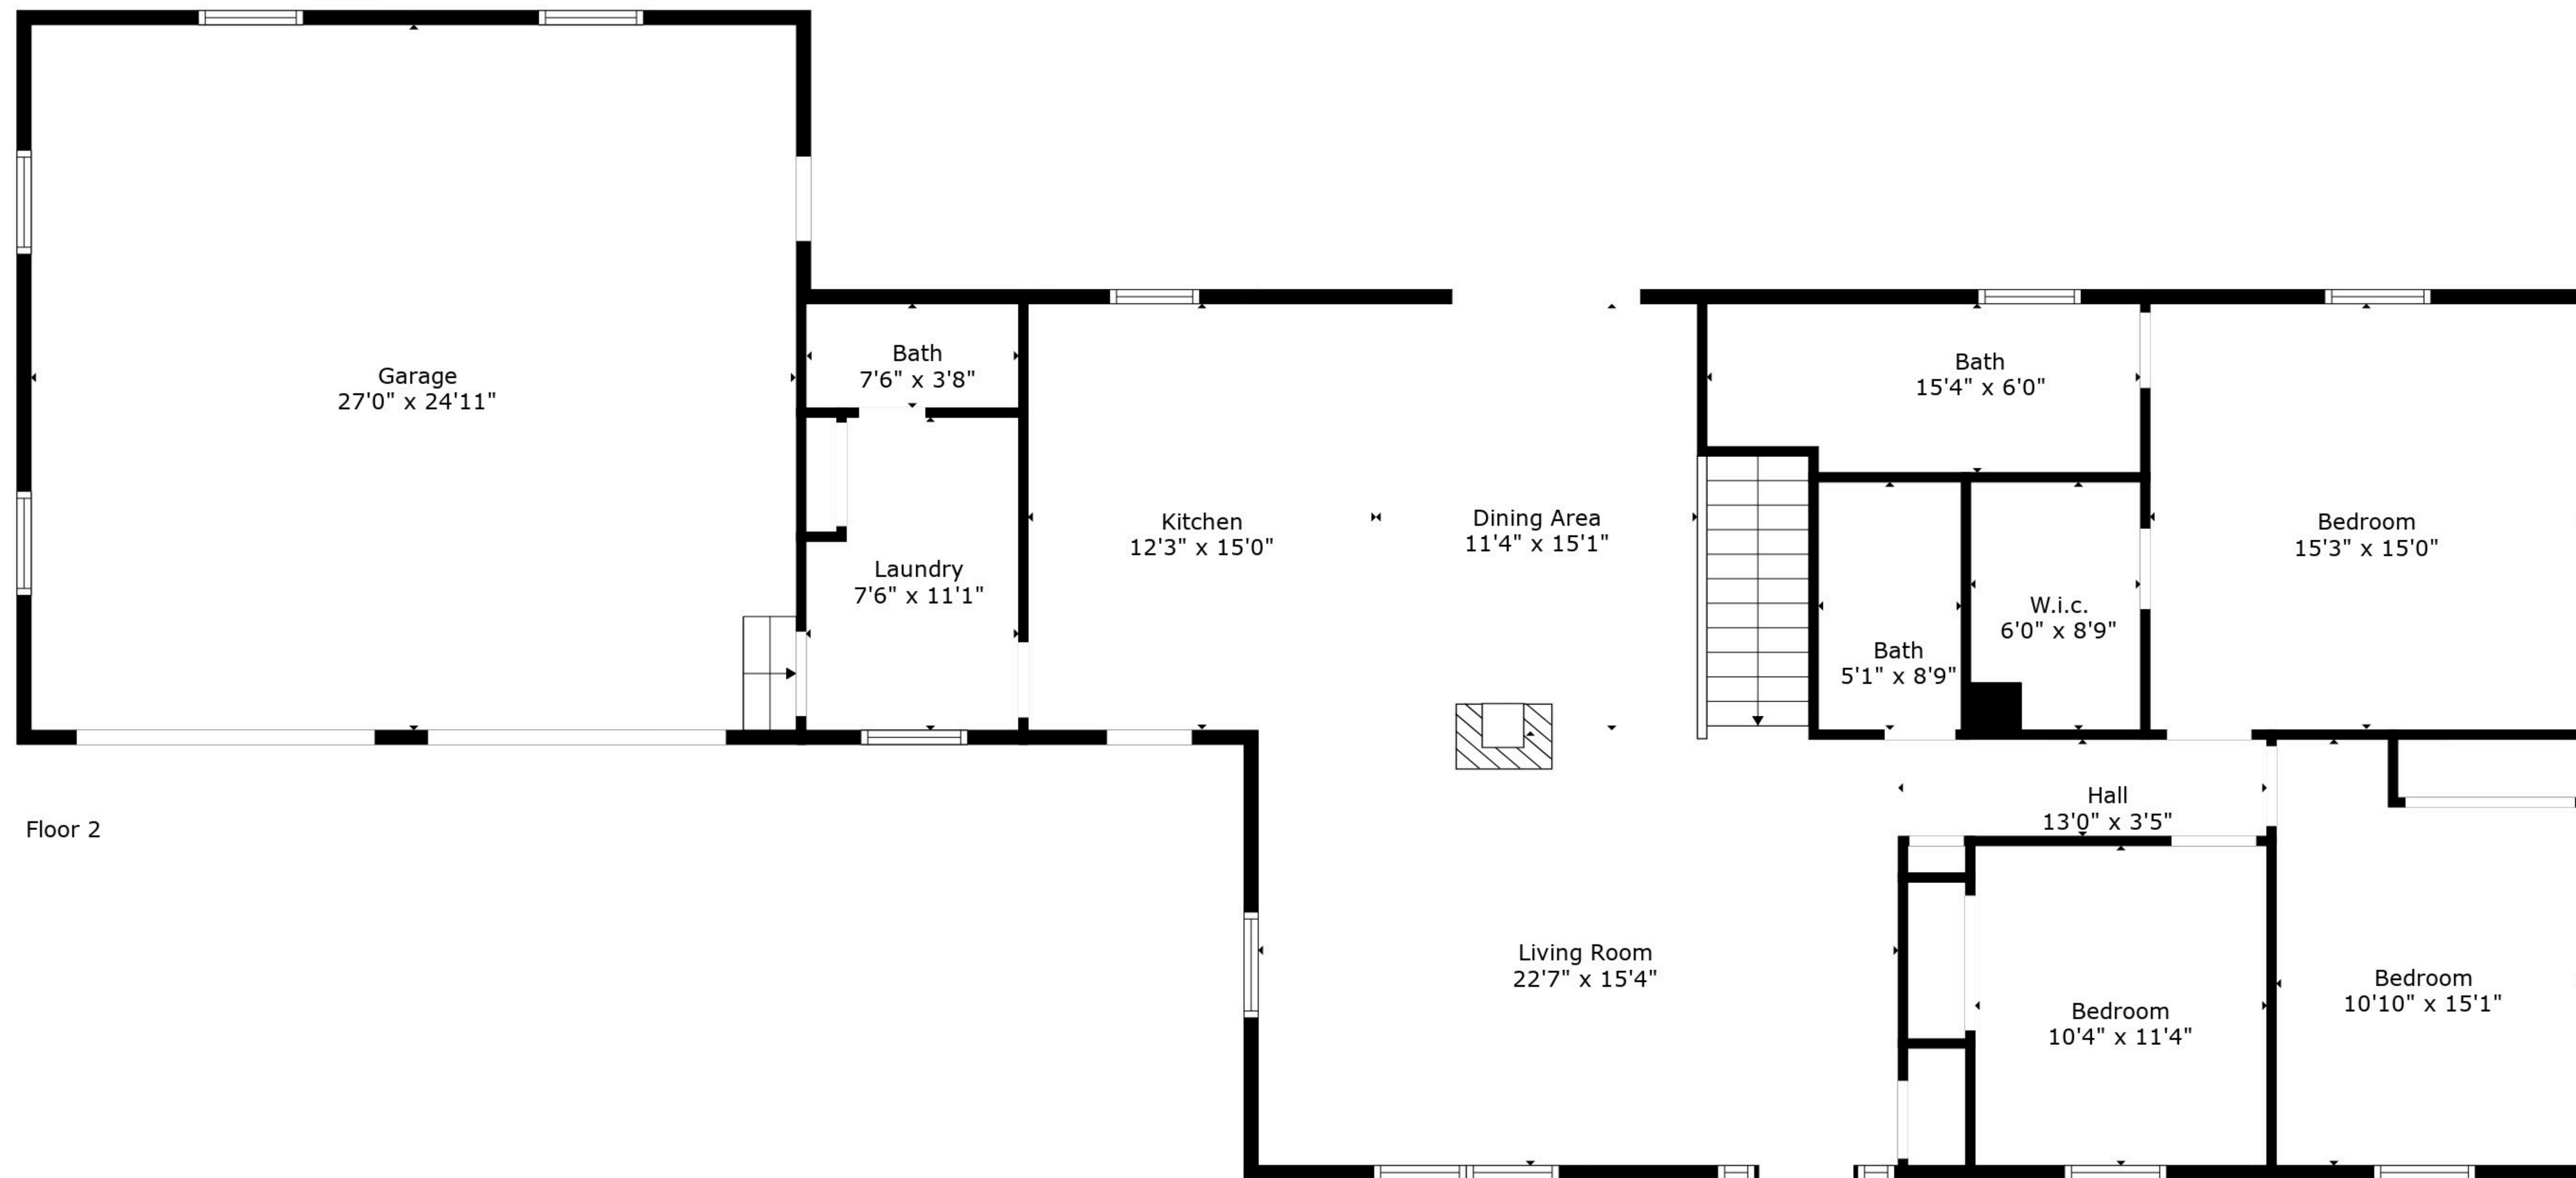 Garage
27'0" x 24'11"
Bath
7'6" x 3'8"
Laundry
7'6" x 11'1"
Kitchen
12'3" x 15'0"
Dining Area
11'4" x 15'1"
Bath
15'4" x 6'0"
Bedroom
15'3" x 15'0"
W.i.c.
6'0" x 8'9"
Bath
5'1" x 8'9"
Hall
13'0" x 3'5"
Floor 2
Living Room
22'7" x 15'4"
Bedroom
10'4" x 11'4"
Bedroom
10'10" x 15'1"